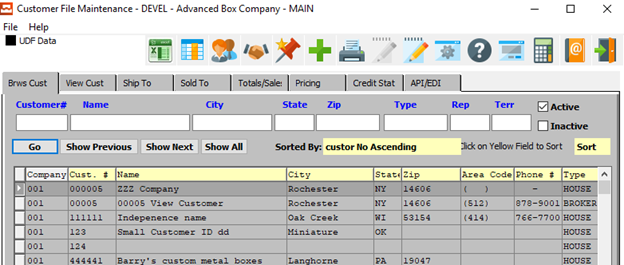 Customer File Maintenance - DEVEL - Advanced Box Company - MAIN
File Help
UDF Data
Brws Cust View Cust Ship To Sold To Totals/Sales Pricing Credit Stat API/EDI
Customer# Name City State Zip Type Rep Terr Active
Inactive
Go Show Previous Show Next Show All Sorted By: custor No Ascending Click on Yellow Field to Sort Sort
Company Cust. # Name City State Zip Area Code Phone # Type
001 000005 ZZZ Company Rochester NY 14606 ( ) - HOUSE
001 00005 00005 View Customer Rochester NY 14606 (512) 878-9001 BROKER
001 111111 Indepenence name Oak Creek WI 53154 (414) 766-7700 HOUSE
001 123 Small Customer ID dd Miniature OK HOUSE
001 124 HOUSE
001 444441 Barry's custom metal boxes Langhorne PA 19047 HOUSE